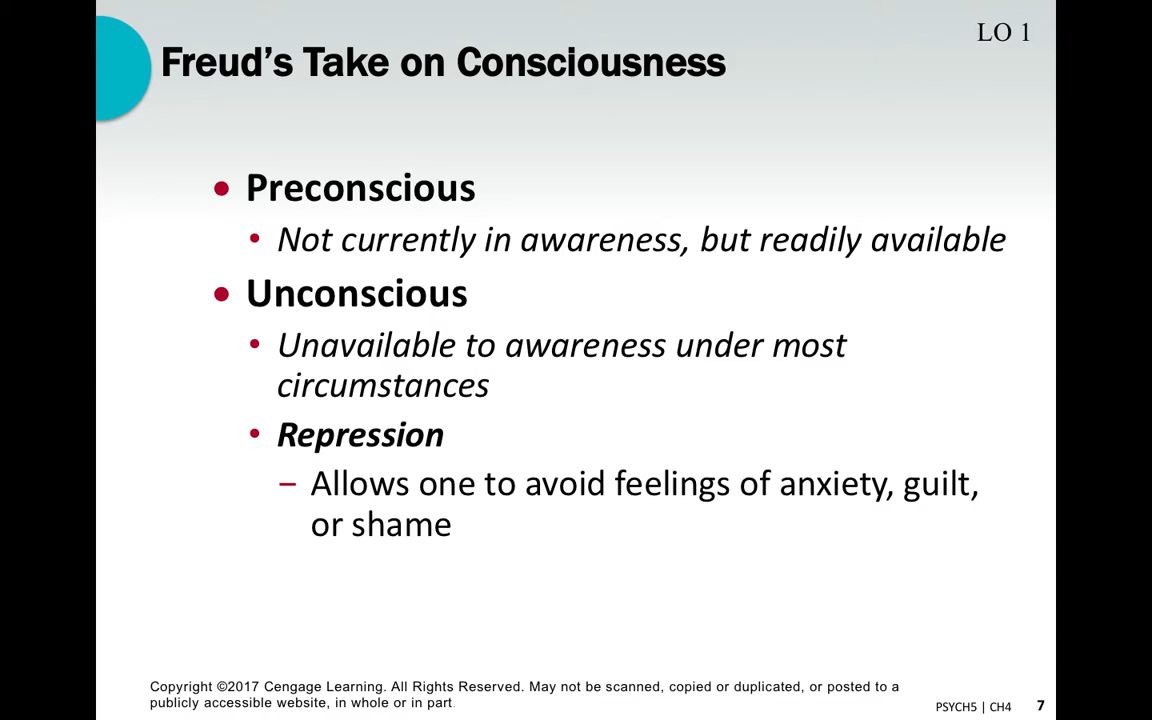 LO 1
Freud’s Take on Consciousness
• Preconscious
• Not currently in awareness, but readily available
• Unconscious
• Unavailable to awareness under most
circumstances
• Repression
– Allows one to avoid feelings of anxiety, guilt,
or shame
Copyright ©2017 Cengage Learning. All Rights Reserved. May not be scanned, copied or duplicated, or posted to a
publicly accessible website, in whole or in part.
PSYCH5 | CH4 7